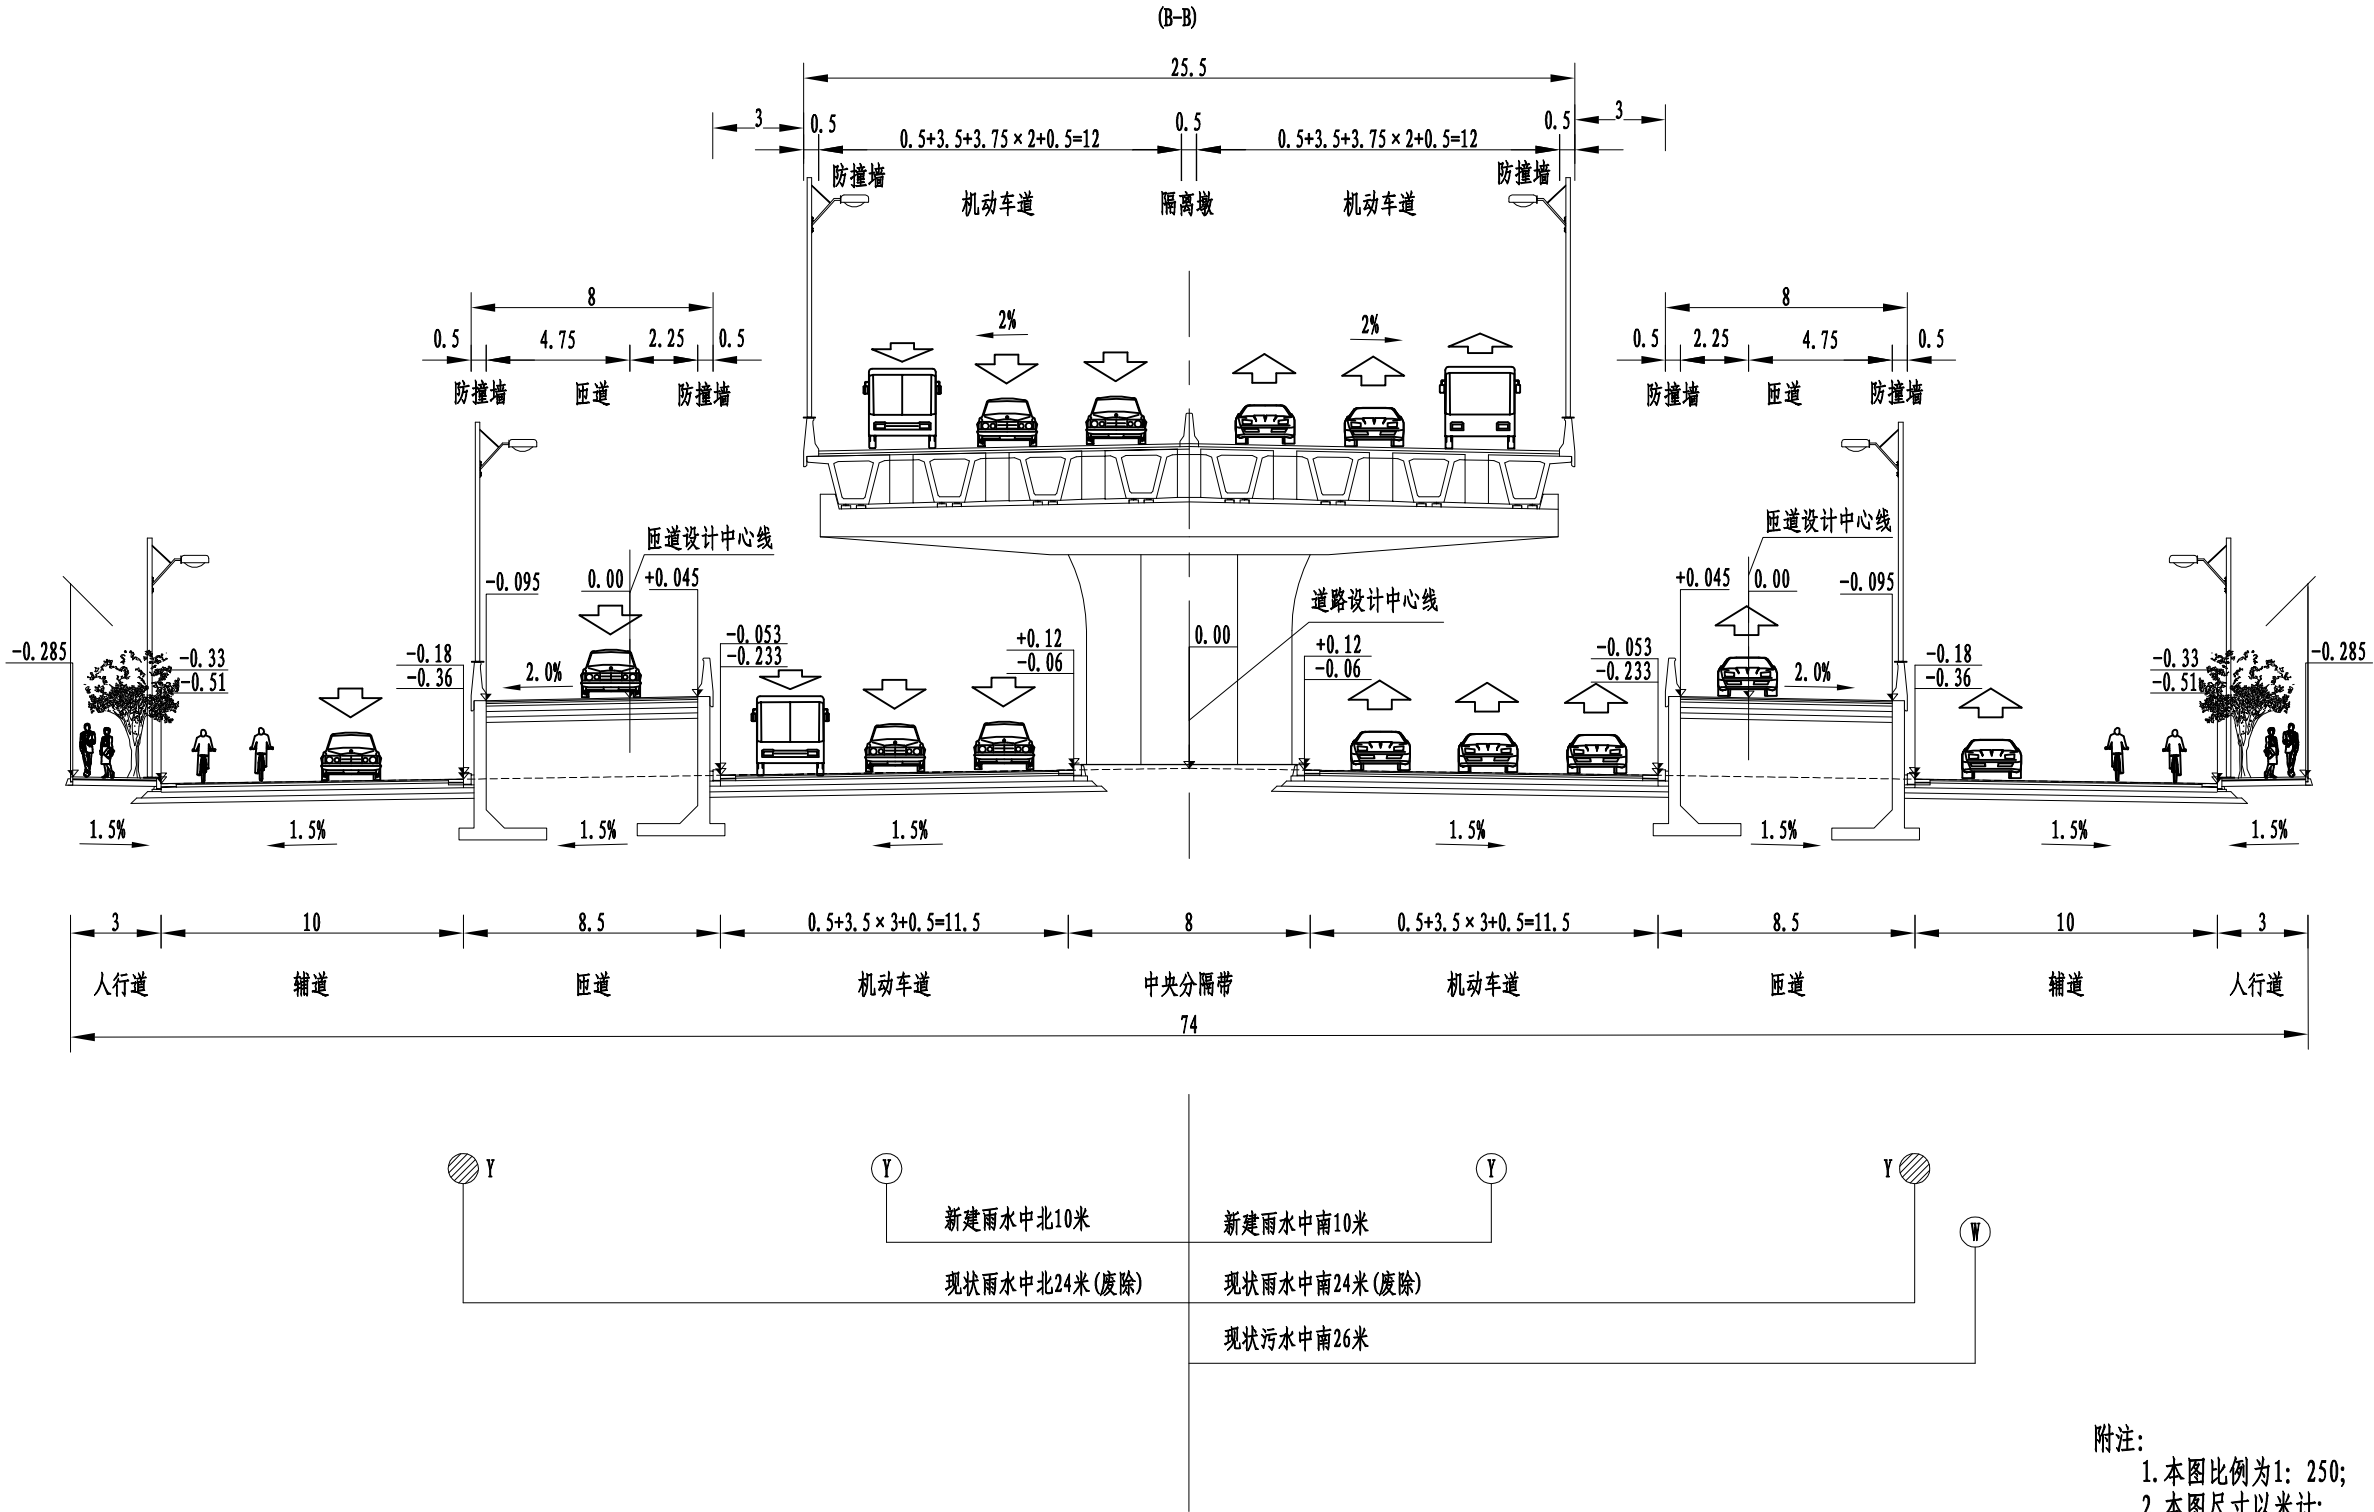 (B-B)
25.5
3
0.5
0.5+3.5+3.75×2+0.5=12
0.5
0.5+3.5+3.75×2+0.5=12
0.5
3
防撞墙
机动车道
隔离墩
机动车道
防撞墙
8
0.5
4.75
2.25
0.5
防撞墙
匝道
防撞墙
2%
2%
8
0.5
2.25
4.75
0.5
防撞墙
匝道
防撞墙
匝道设计中心线
匝道设计中心线
道路设计中心线
-0.095
0.00
+0.045
+0.045
0.00
-0.095
-0.285
-0.33
-0.51
-0.18
-0.36
2.0%
-0.053
-0.233
+0.12
-0.06
0.00
+0.12
-0.06
-0.053
-0.233
2.0%
-0.18
-0.36
-0.33
-0.51
-0.285
1.5%
1.5%
1.5%
1.5%
1.5%
1.5%
1.5%
1.5%
3
10
8.5
0.5+3.5×3+0.5=11.5
8
0.5+3.5×3+0.5=11.5
8.5
10
3
人行道
辅道
匝道
机动车道
中央分隔带
机动车道
匝道
辅道
人行道
74
Y
Y
Y
Y
W
新建雨水中北10米
新建雨水中南10米
现状雨水中北24米(废除)
现状雨水中南24米(废除)
现状污水中南26米
附注：
1.本图比例为1：250;
2.本图尺寸以米计;